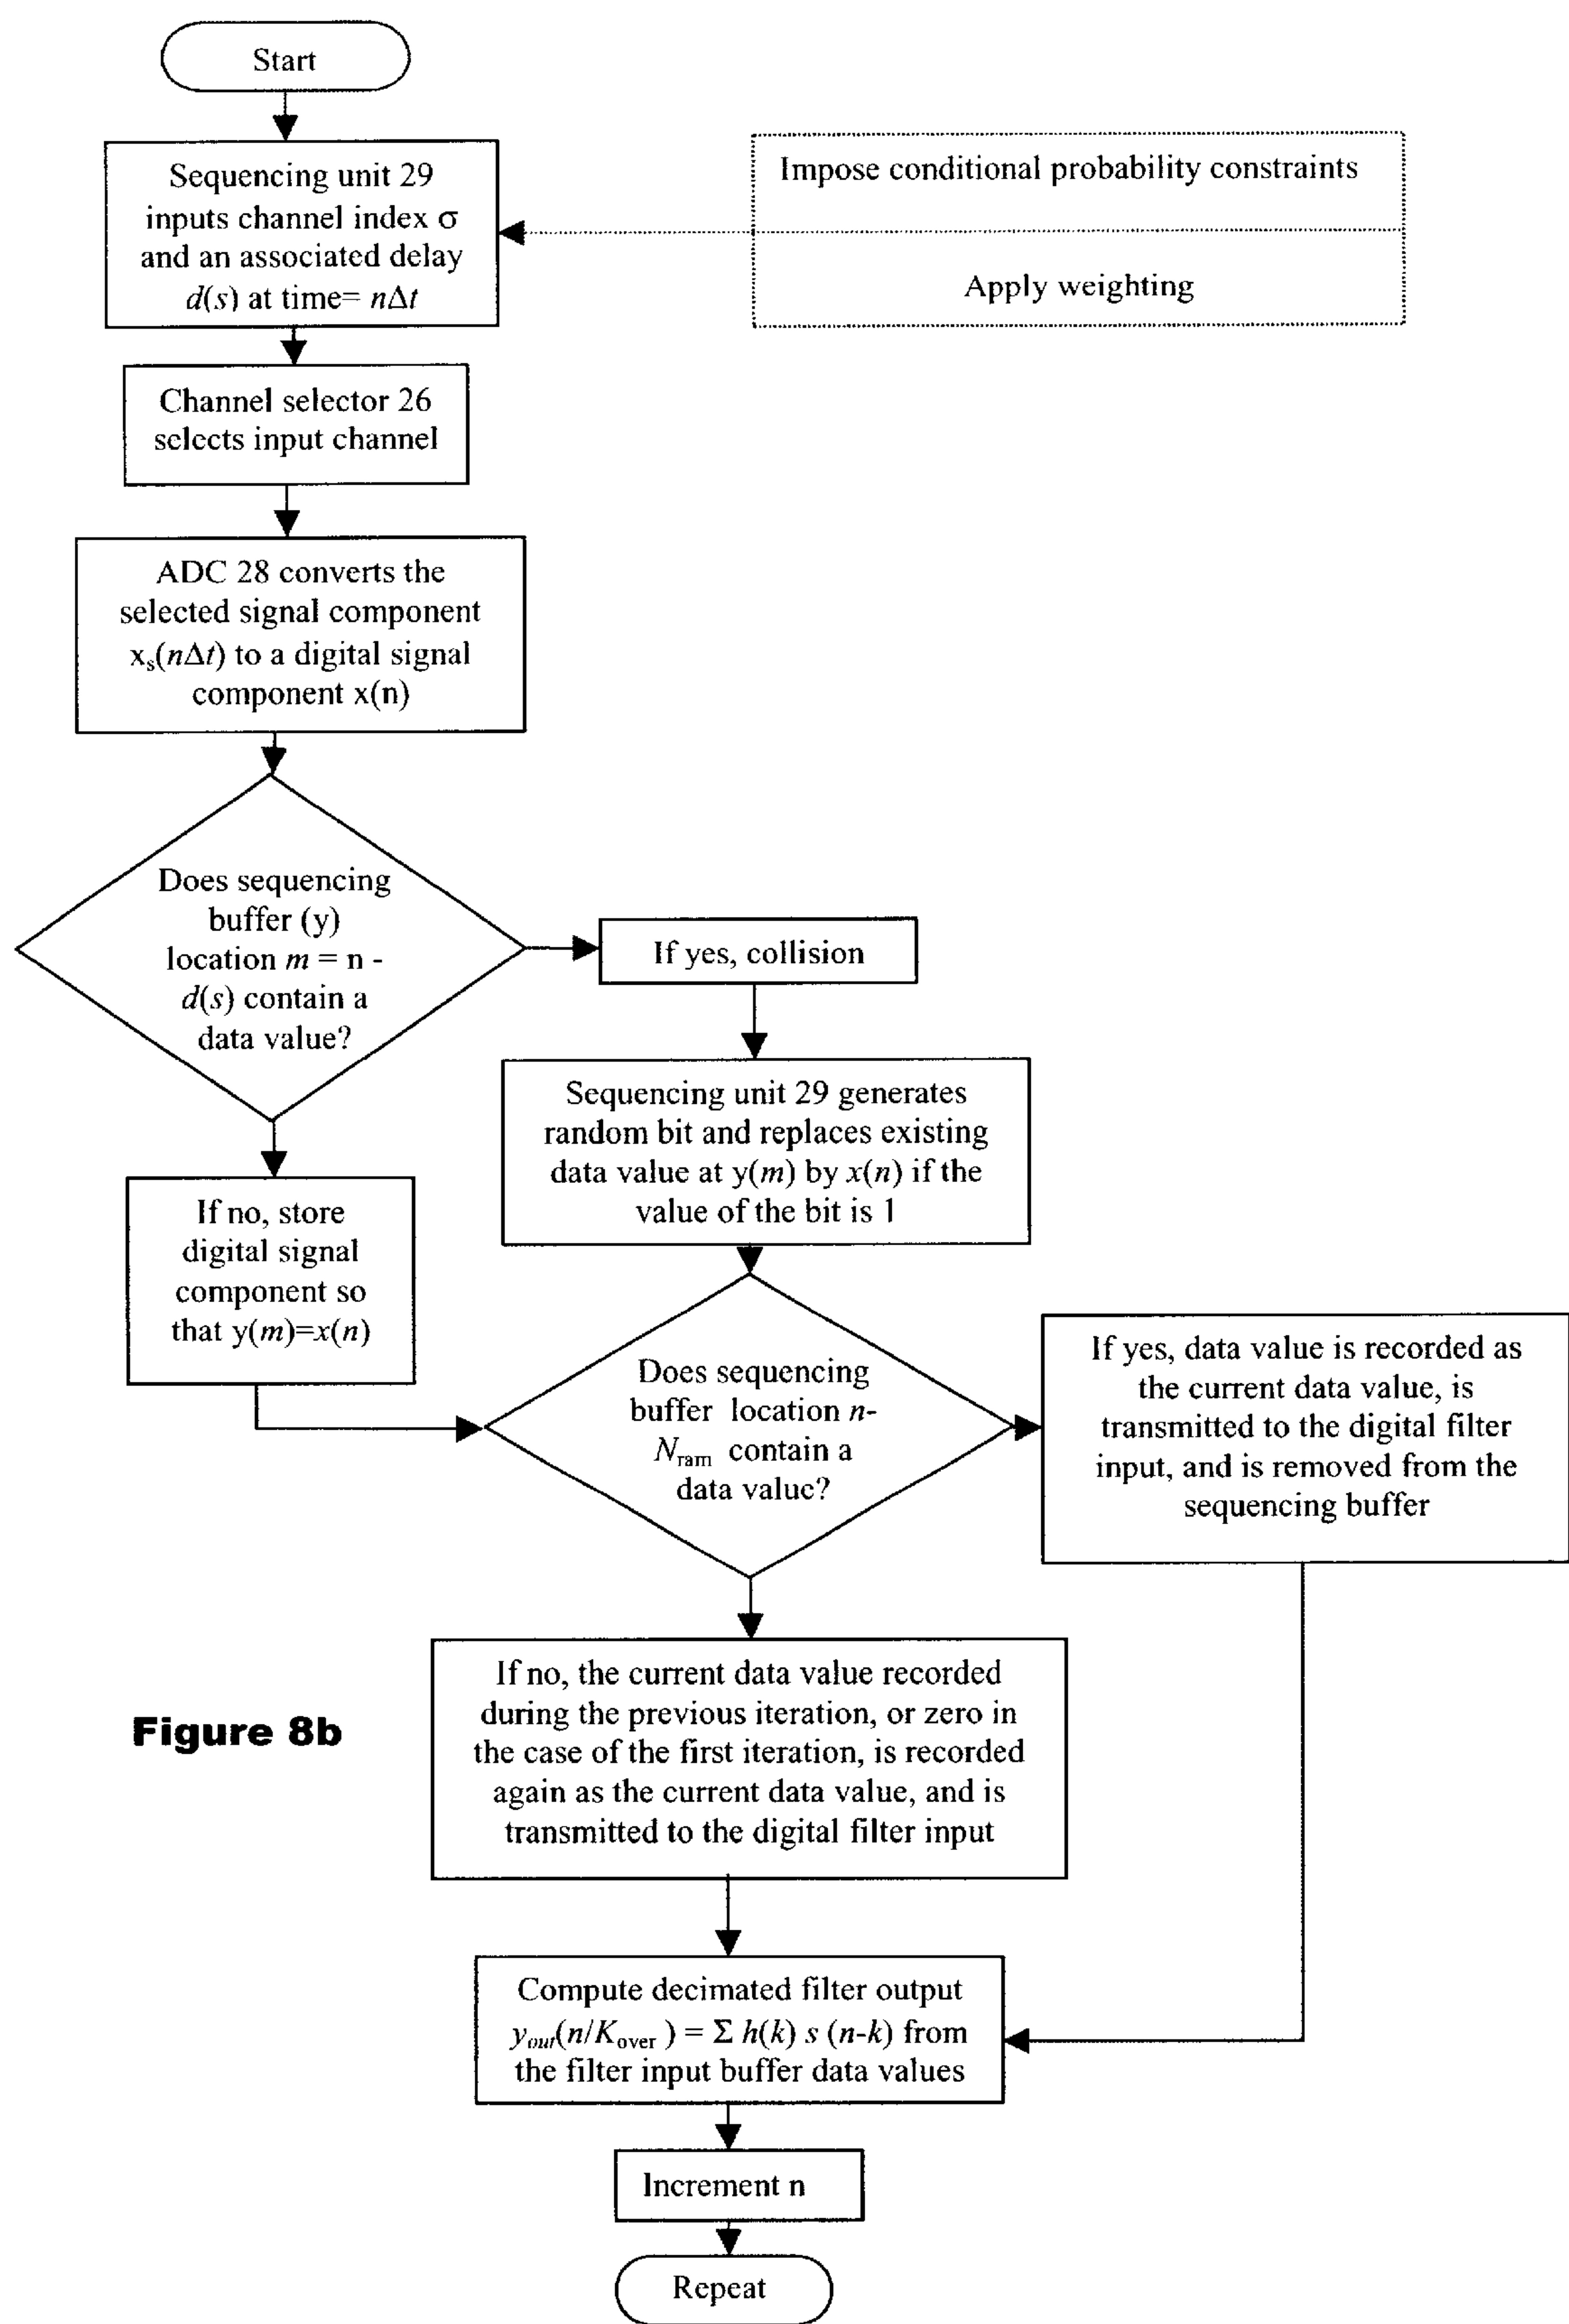 Start
Sequencing unit 29
inputs channel index σ
and an associated delay
d(s) at time= nΔt
Impose conditional probability constraints
Apply weighting
Channel selector 26
selects input channel
ADC 28 converts the
selected signal component
xs(nΔt) to a digital signal
component x(n)
Does sequencing
buffer (y)
location m = n -
d(s) contain a
data value?
If yes, collision
Sequencing unit 29 generates
random bit and replaces existing
data value at y(m) by x(n) if the
value of the bit is 1
If no, store
digital signal
component so
that y(m)=x(n)
Does sequencing
buffer location n-
Nram contain a
data value?
If yes, data value is recorded as
the current data value, is
transmitted to the digital filter
input, and is removed from the
sequencing buffer
If no, the current data value recorded
during the previous iteration, or zero in
the case of the first iteration, is recorded
again as the current data value, and is
transmitted to the digital filter input
Figure 8b
Compute decimated filter output
yout(n/Kover ) = Σ h(k) s (n-k) from
the filter input buffer data values
Increment n
Repeat